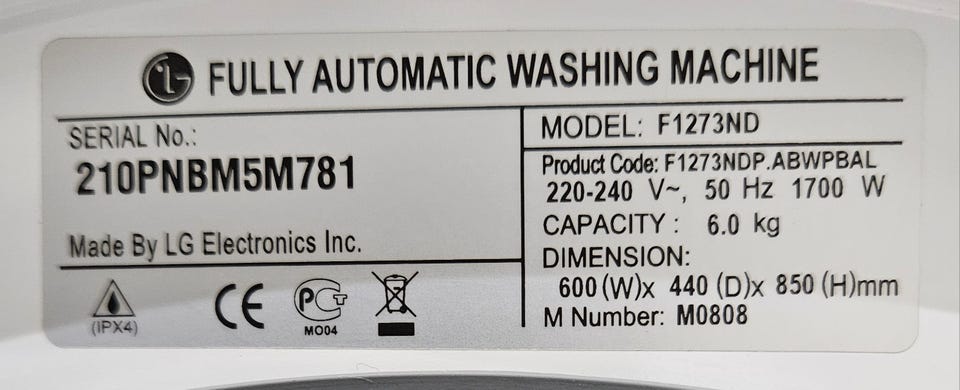 LG FULLY AUTOMATIC WASHING MACHINE
SERIAL No.:
210PNBM5M781
Made By LG Electronics Inc.
(IPX4)
CE
PCT
MO04
MODEL: F1273ND
Product Code: F1273NDP.ABWPBAL
220-240 V~, 50 Hz 1700 W
CAPACITY : 6.0 kg
DIMENSION:
600 (W)x 440 (D)x 850 (H)mm
M Number: M0808